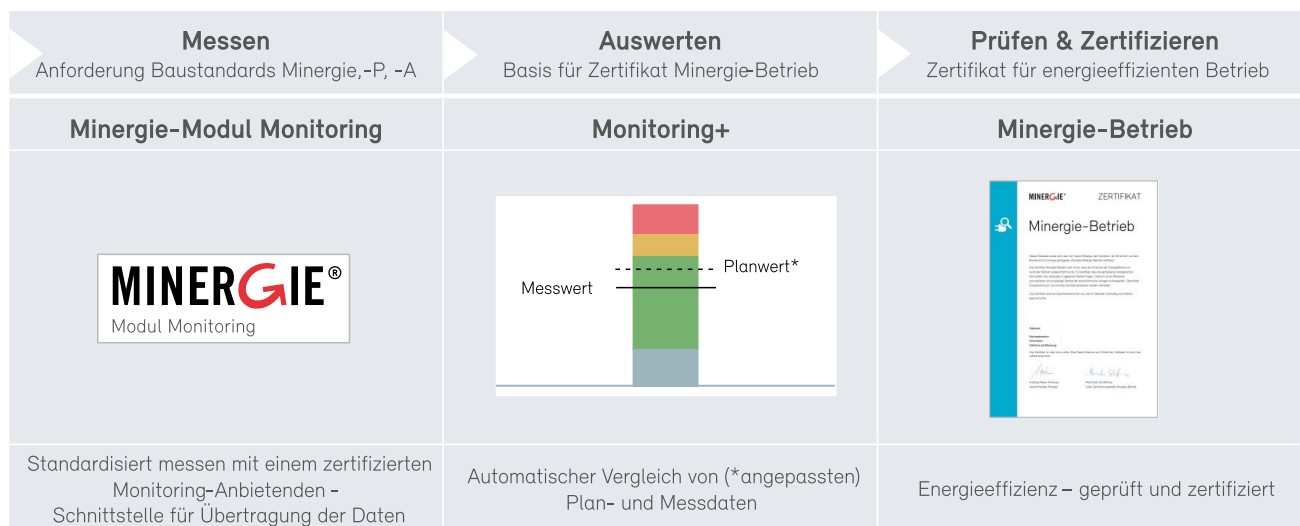 Messen
Anforderung Baustandards Minergie,-P, -A
Auswerten
Basis für Zertifikat Minergie-Betrieb
Prüfen & Zertifizieren
Zertifikat für energieeffizienten Betrieb
Minergie-Modul Monitoring
Monitoring+
Minergie-Betrieb
MINERGIE®
Modul Monitoring
Planwert*
Messwert
MINERGIE® ZERTIFIKAT
Minergie-Betrieb
Standardisiert messen mit einem zertifizierten
Monitoring-Anbietenden –
Schnittstelle für Übertragung der Daten
Automatischer Vergleich von (*angepassten)
Plan- und Messdaten
Energieeffizienz – geprüft und zertifiziert